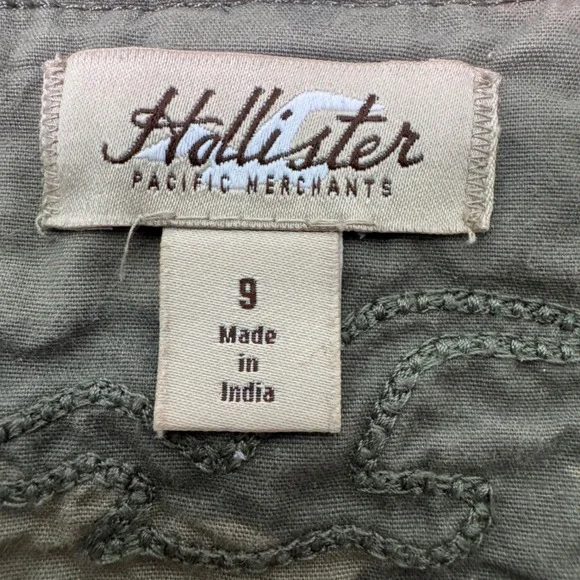 Hollister
PACIFIC MERCHANTS
9
Made
in
India